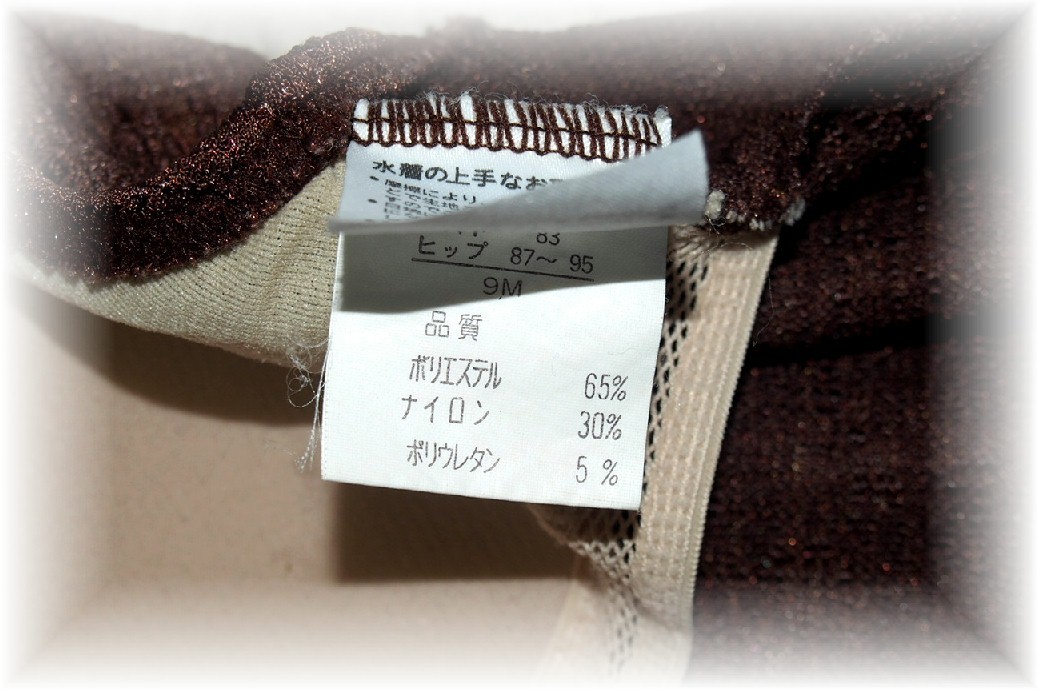 水着の上手なお
83
ヒップ 87～95
9M
品質
ポリエステル 65%
ナイロン 30%
ポリウレタン 5%